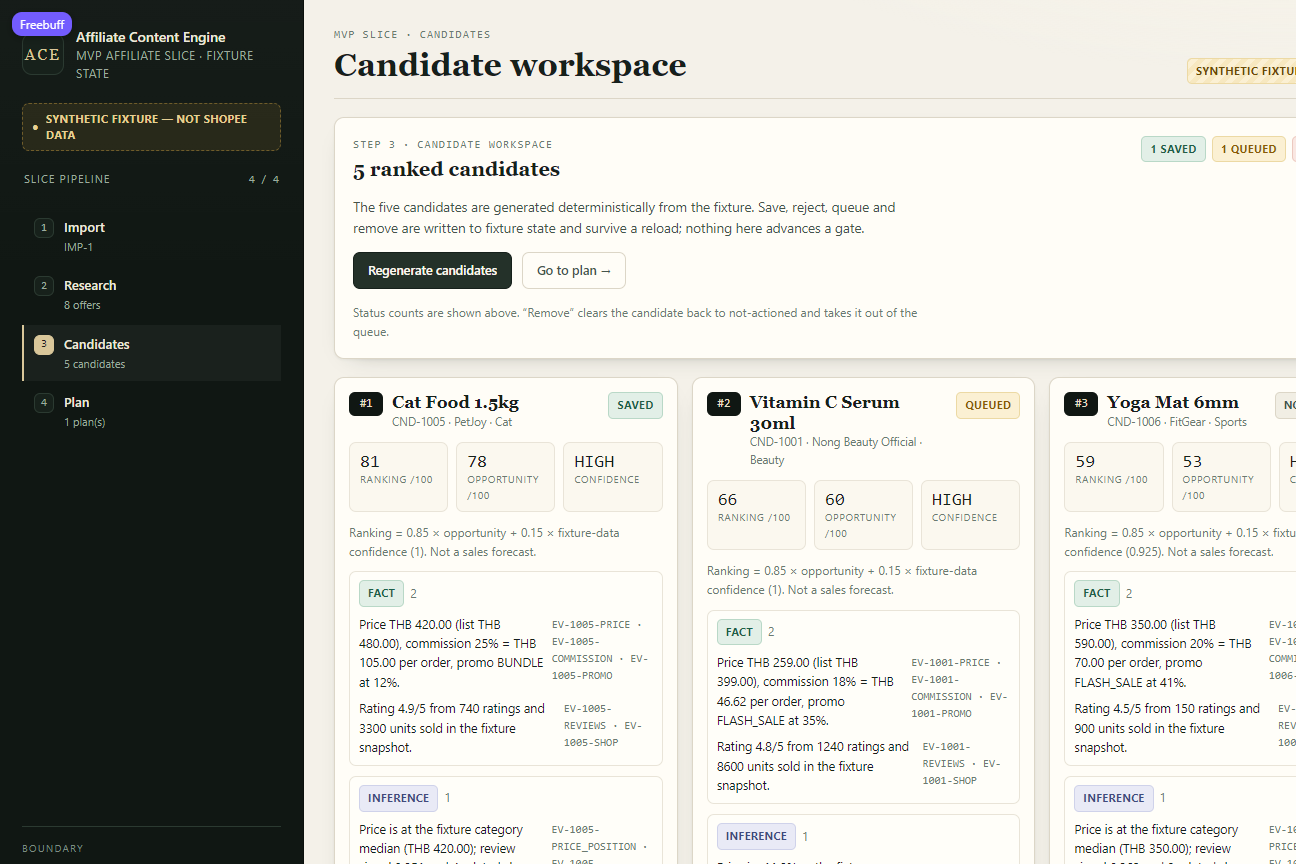 Freebuff
ACE
Affiliate Content Engine
MVP AFFILIATE SLICE · FIXTURE
STATE
SYNTHETIC FIXTURE — NOT SHOPEE
DATA
SLICE PIPELINE
4 / 4
1
Import
IMP-1
2
Research
8 offers
3
Candidates
5 candidates
4
Plan
1 plan(s)
BOUNDARY
MVP SLICE · CANDIDATES
Candidate workspace
SYNTHETIC
STEP 3 · CANDIDATE WORKSPACE
5 ranked candidates
1 SAVED
1 QUEUED
The five candidates are generated deterministically from the fixture. Save, reject, queue and
remove are written to fixture state and survive a reload; nothing here advances a gate.
Regenerate candidates
Go to plan →
Status counts are shown above. “Remove” clears the candidate back to not-actioned and takes it out of the
queue.
#1
Cat Food 1.5kg
SAVED
CND-1005 · PetJoy · Cat
81
RANKING /100
78
OPPORTUNITY
/100
HIGH
CONFIDENCE
Ranking = 0.85 × opportunity + 0.15 × fixture-data
confidence (1). Not a sales forecast.
FACT 2
Price THB 420.00 (list THB
480.00), commission 25% = THB
105.00 per order, promo BUNDLE
at 12%.
EV-1005-PRICE ·
EV-1005-
COMMISSION · EV-
1005-PROMO
Rating 4.9/5 from 740 ratings and
3300 units sold in the fixture
snapshot.
EV-1005-
REVIEWS · EV-
1005-SHOP
INFERENCE 1
Price is at the fixture category
median (THB 420.00); review
EV-1005-
PRICE_POSITION ·
#2
Vitamin C Serum
30ml
QUEUED
CND-1001 · Nong Beauty Official ·
Beauty
66
RANKING /100
60
OPPORTUNITY
/100
HIGH
CONFIDENCE
Ranking = 0.85 × opportunity + 0.15 × fixture-data
confidence (1). Not a sales forecast.
FACT 2
Price THB 259.00 (list THB
399.00), commission 18% = THB
46.62 per order, promo
FLASH_SALE at 35%.
EV-1001-PRICE ·
EV-1001-
COMMISSION · EV-
1001-PROMO
Rating 4.8/5 from 1240 ratings and
8600 units sold in the fixture
snapshot.
EV-1001-
REVIEWS · EV-
1001-SHOP
INFERENCE 1
#3
Yoga Mat 6mm
CND-1006 · FitGear · Sports
59
RANKING /100
53
OPPORTUNITY
/100
Ranking = 0.85 × opportunity + 0.15 ×
confidence (0.925). Not a sales forecast.
FACT 2
Price THB 350.00 (list THB
590.00), commission 20% = THB
70.00 per order, promo
FLASH_SALE at 41%.
Rating 4.5/5 from 150 ratings and
900 units sold in the fixture
snapshot.
INFERENCE 1
Price is at the fixture category
median (THB 350.00); review